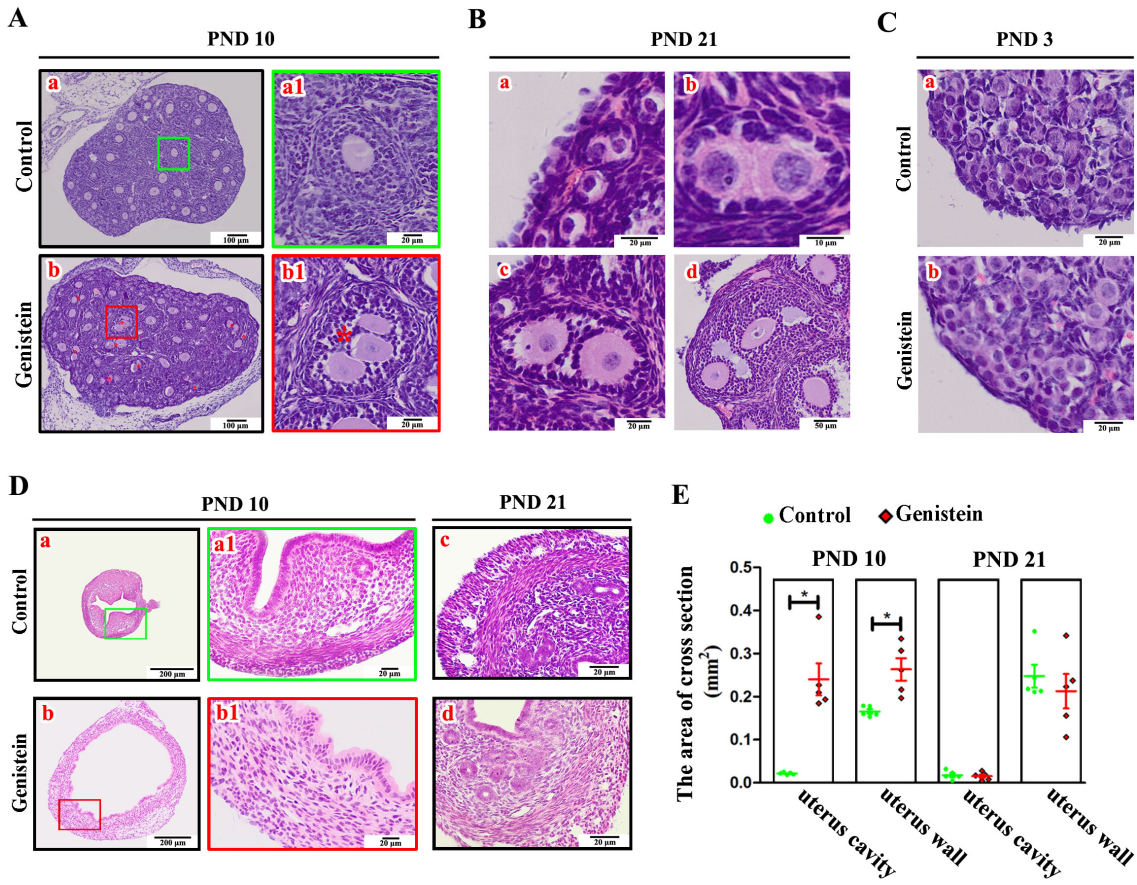 A
PND 10
B
PND 21
C
PND 3
Control
a
100 μm
a1
20 μm
a
20 μm
b
10 μm
Control
a
20 μm
Genistein
b
100 μm
b1
*
20 μm
c
20 μm
d
50 μm
Genistein
b
20 μm
D
PND 10
PND 21
Control
a
200 μm
a1
20 μm
c
20 μm
Genistein
b
200 μm
b1
20 μm
d
20 μm
E
Control
Genistein
PND 10
PND 21
The area of cross section
(mm²)
0.5
0.4
0.3
0.2
0.1
0.0
*
*
uterus cavity
uterus wall
uterus cavity
uterus wall